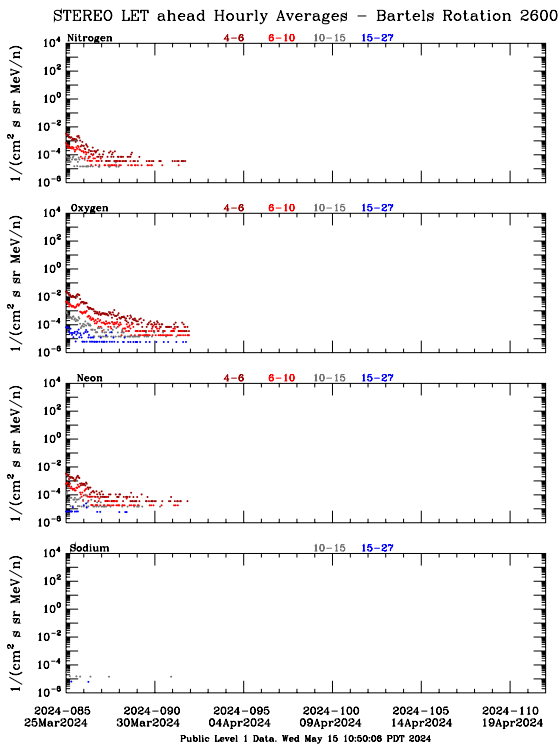 STEREO LET ahead Hourly Averages - Bartels Rotation 2600
Nitrogen 4-6 6-10 10-15 15-27
10^4
10^2
10^0
10^-2
10^-4
10^-6
1/(cm^2 s sr MeV/n)
Oxygen 4-6 6-10 10-15 15-27
10^4
10^2
10^0
10^-2
10^-4
10^-6
1/(cm^2 s sr MeV/n)
Neon 4-6 6-10 10-15 15-27
10^4
10^2
10^0
10^-2
10^-4
10^-6
1/(cm^2 s sr MeV/n)
Sodium 10-15 15-27
10^4
10^2
10^0
10^-2
10^-4
10^-6
1/(cm^2 s sr MeV/n)
2024-085 2024-090 2024-095 2024-100 2024-105 2024-110
25Mar2024 30Mar2024 04Apr2024 09Apr2024 14Apr2024 19Apr2024
Public Level 1 Data. Wed May 15 10:50:06 PDT 2024